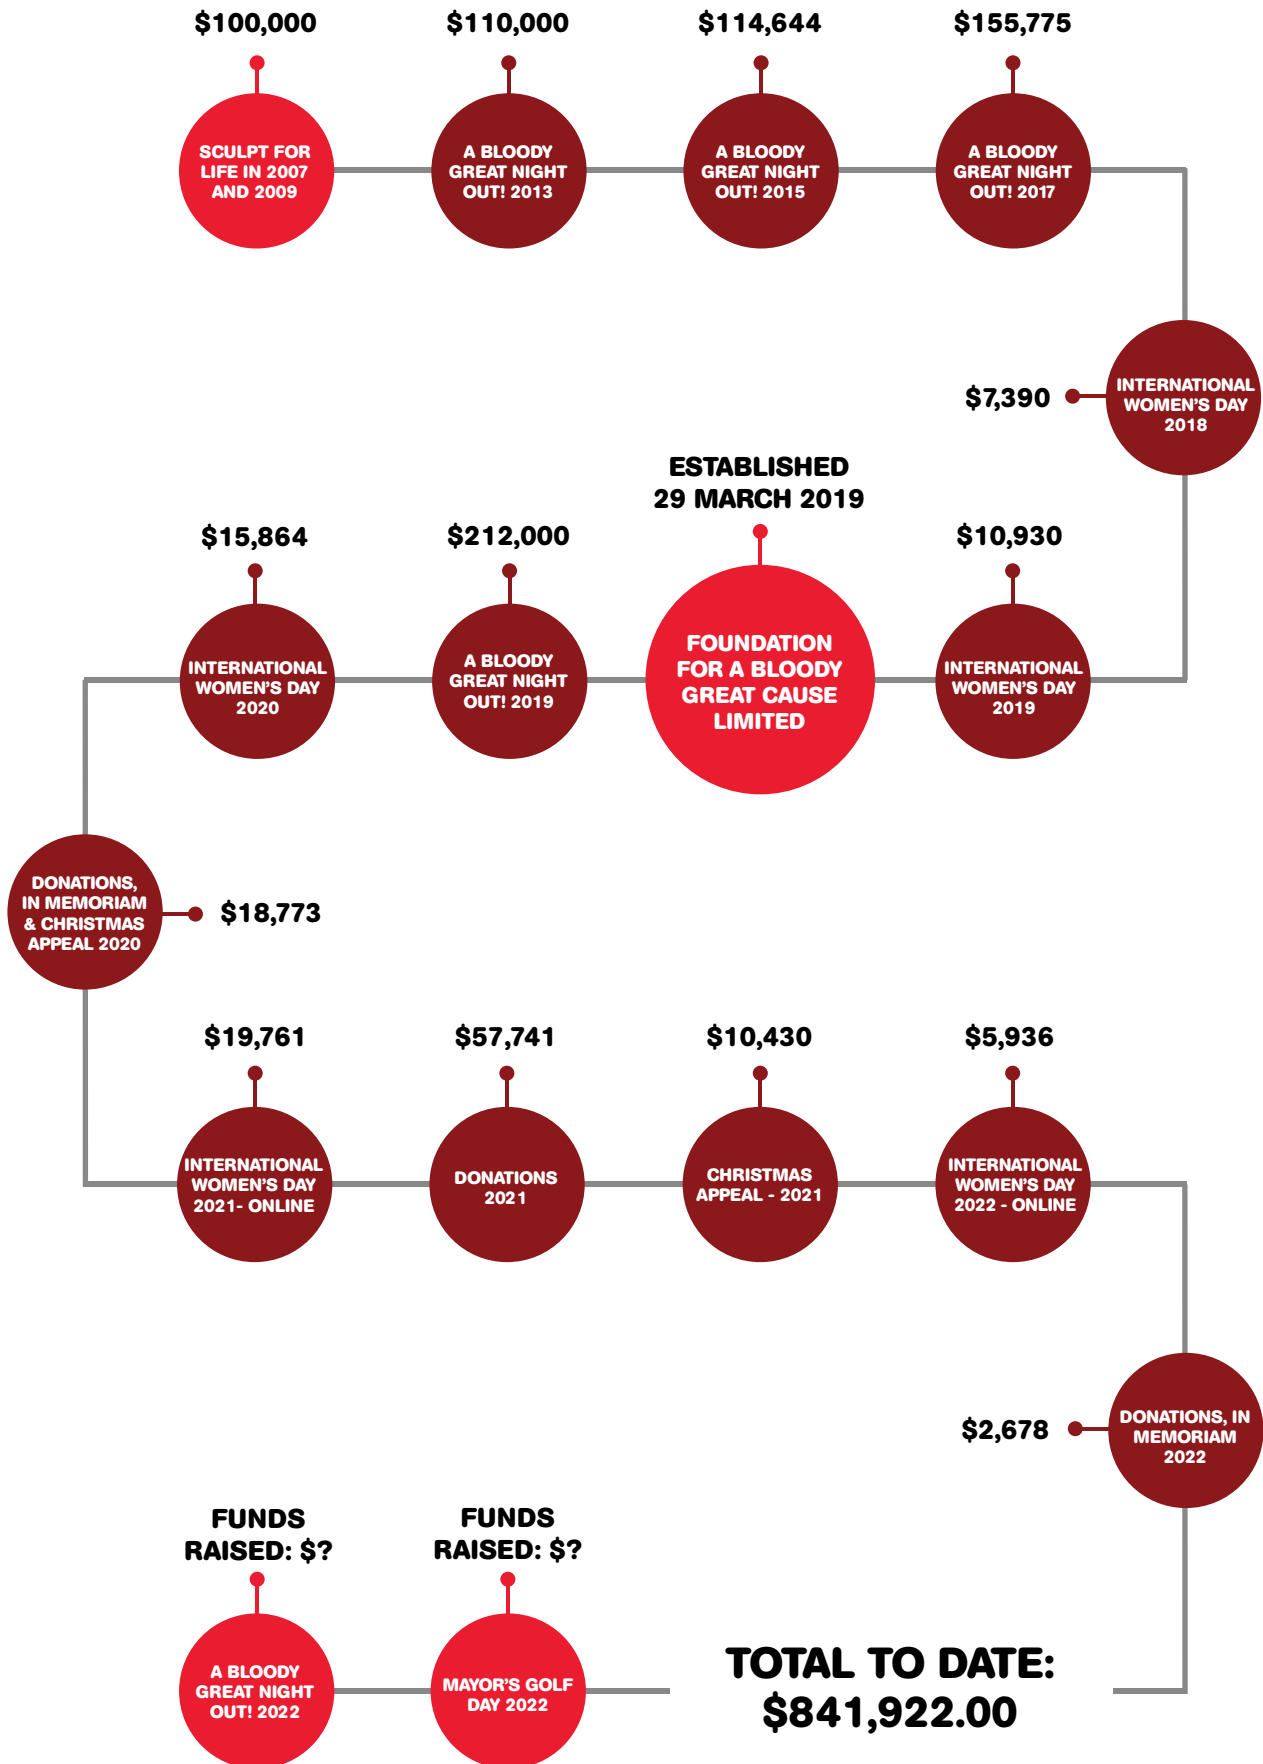 $100,000
SCULPT FOR
LIFE IN 2007
AND 2009
$110,000
A BLOODY
GREAT NIGHT
OUT! 2013
$114,644
A BLOODY
GREAT NIGHT
OUT! 2015
$155,775
A BLOODY
GREAT NIGHT
OUT! 2017
$7,390
INTERNATIONAL
WOMEN'S DAY
2018
$10,930
INTERNATIONAL
WOMEN'S DAY
2019
ESTABLISHED
29 MARCH 2019
FOUNDATION
FOR A BLOODY
GREAT CAUSE
LIMITED
$212,000
A BLOODY
GREAT NIGHT
OUT! 2019
$15,864
INTERNATIONAL
WOMEN'S DAY
2020
DONATIONS,
IN MEMORIAM
& CHRISTMAS
APPEAL 2020
$18,773
$19,761
INTERNATIONAL
WOMEN'S DAY
2021- ONLINE
$57,741
DONATIONS
2021
$10,430
CHRISTMAS
APPEAL - 2021
$5,936
INTERNATIONAL
WOMEN'S DAY
2022 - ONLINE
$2,678
DONATIONS, IN
MEMORIAM
2022
TOTAL TO DATE:
$841,922.00
FUNDS
RAISED: $?
MAYOR'S GOLF
DAY 2022
FUNDS
RAISED: $?
A BLOODY
GREAT NIGHT
OUT! 2022